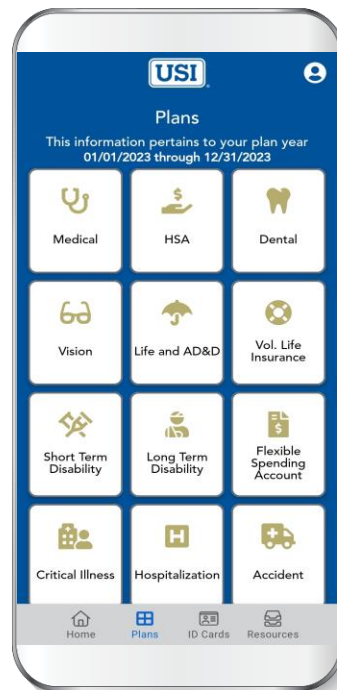 USI
Plans
This information pertains to your plan year
01/01/2023 through 12/31/2023
Medical
HSA
Dental
Vision
Life and AD&D
Vol. Life
Insurance
Short Term
Disability
Long Term
Disability
Flexible
Spending
Account
Critical Illness
Hospitalization
Accident
Home
Plans
ID Cards
Resources